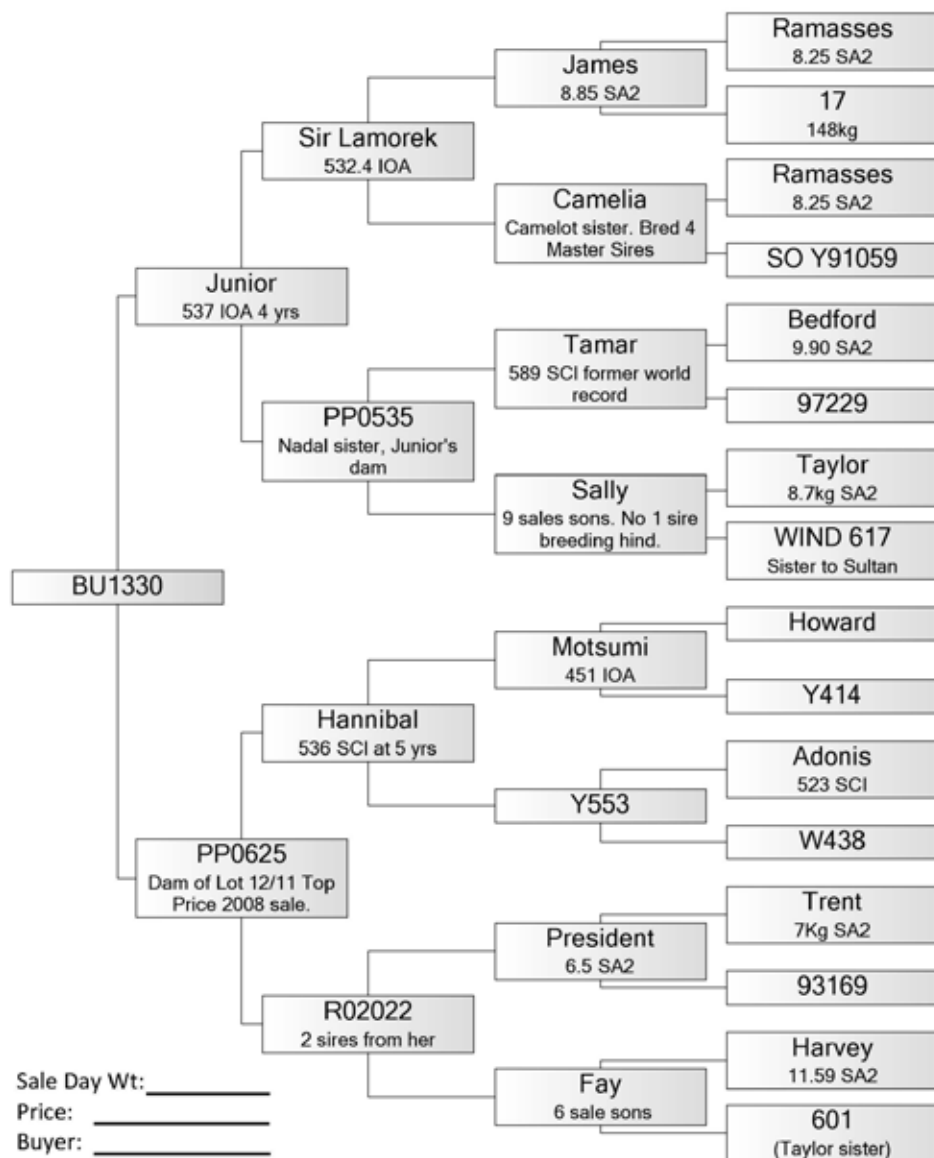 Ramasses
8.25 SA2
James
8.85 SA2
17
148kg
Sir Lamorek
532.4 IOA
Ramasses
8.25 SA2
Camelia
Camelot sister. Bred 4
Master Sires
SO Y91059
Junior
537 IOA 4 yrs
Bedford
9.90 SA2
Tamar
589 SCI former world
record
97229
PP0535
Nadal sister, Junior's
dam
Taylor
8.7kg SA2
Sally
9 sales sons. No 1 sire
breeding hind.
WIND 617
Sister to Sultan
BU1330
Howard
Motsumi
451 IOA
Y414
Hannibal
536 SCI at 5 yrs
Adonis
523 SCI
Y553
W438
PP0625
Dam of Lot 12/11 Top
Price 2008 sale.
Trent
7Kg SA2
President
6.5 SA2
93169
R02022
2 sires from her
Harvey
11.59 SA2
Fay
6 sale sons
601
(Taylor sister)
Sale Day Wt:
Price:
Buyer: